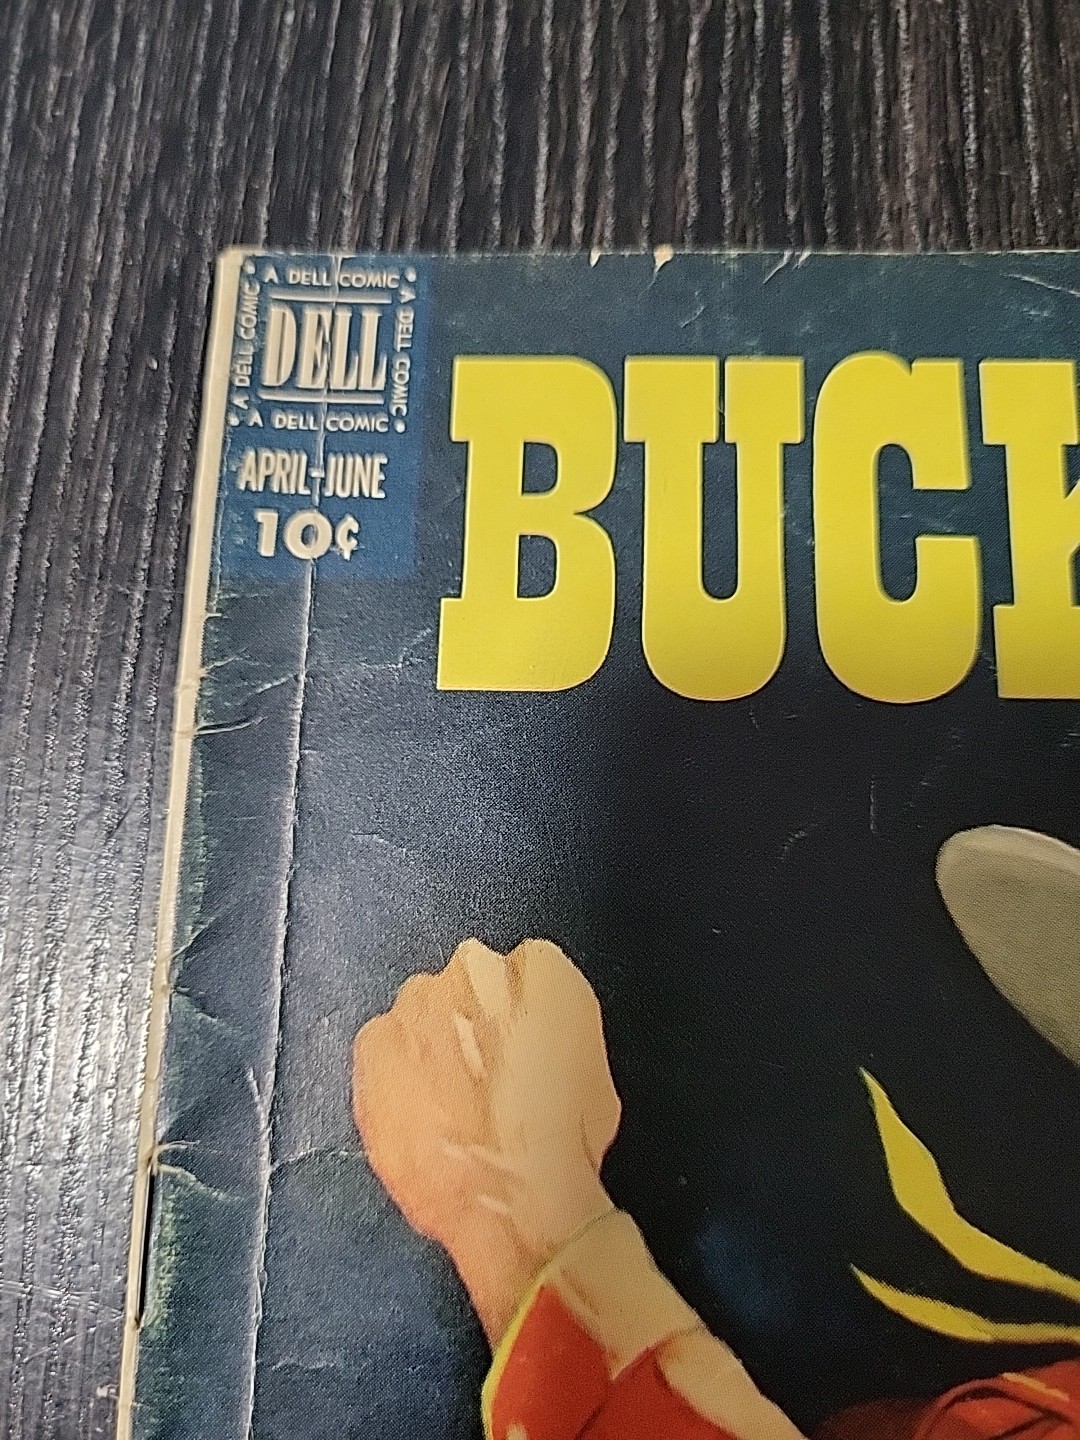 • A DELL COMIC •
• A DELL COMIC
A DELL COMIC
DELL
• A DELL COMIC •
APRIL-JUNE
10¢
BUCK